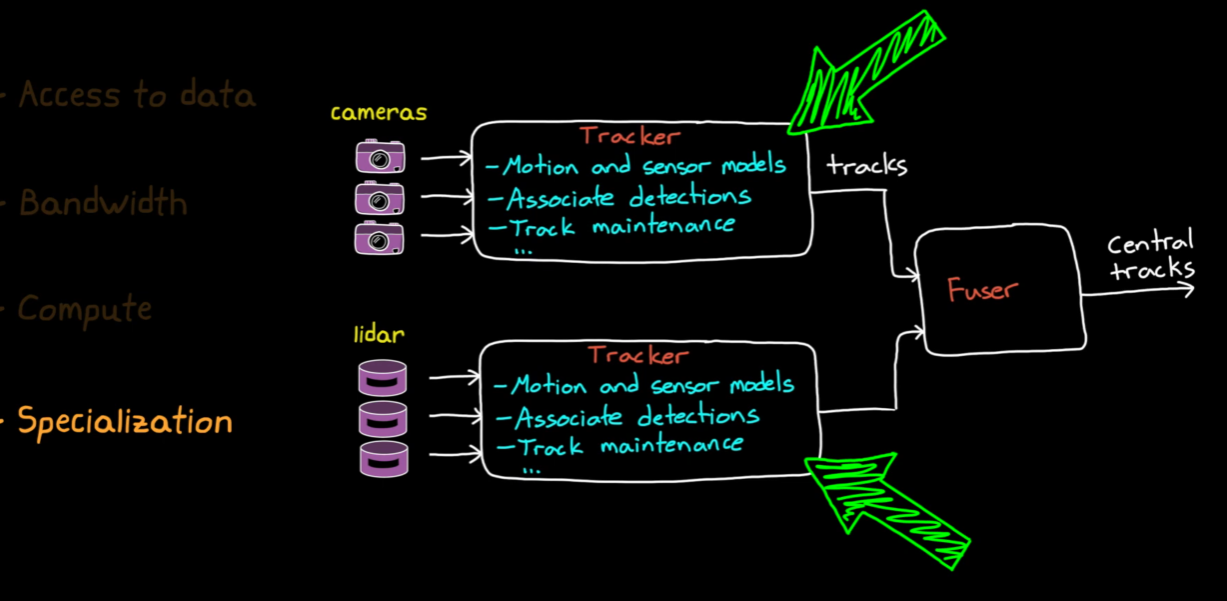 - Access to data
- Bandwidth
- Compute
- Specialization
cameras
Tracker
- Motion and sensor models
- Associate detections
- Track maintenance
...
tracks
lidar
Tracker
- Motion and sensor models
- Associate detections
- Track maintenance
...
Fuser
central
tracks